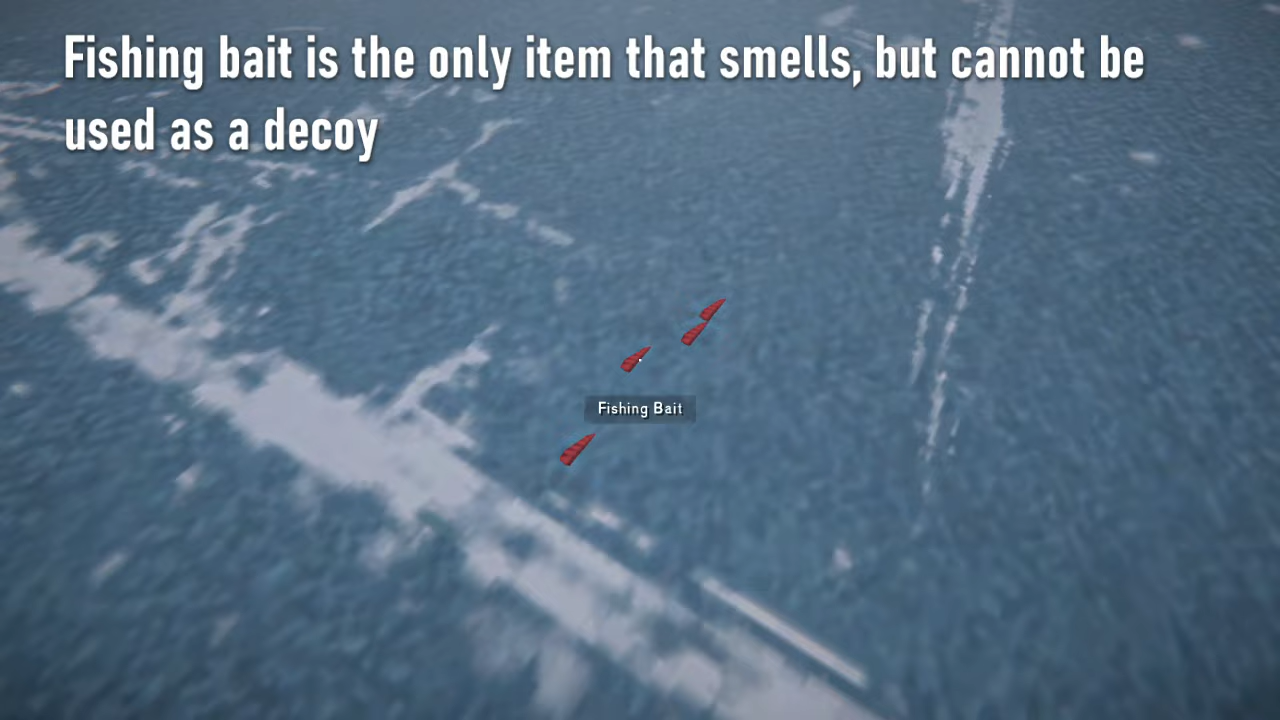 Fishing bait is the only item that smells, but cannot be
used as a decoy
Fishing Bait